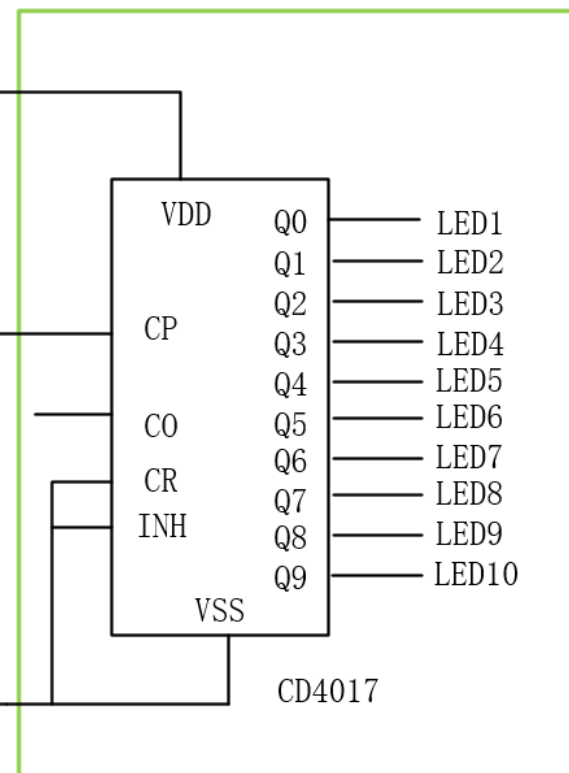 VDD
Q0 LED1
Q1 LED2
Q2 LED3
CP Q3 LED4
Q4 LED5
CO Q5 LED6
Q6 LED7
CR Q7 LED8
INH Q8 LED9
Q9 LED10
VSS
CD4017